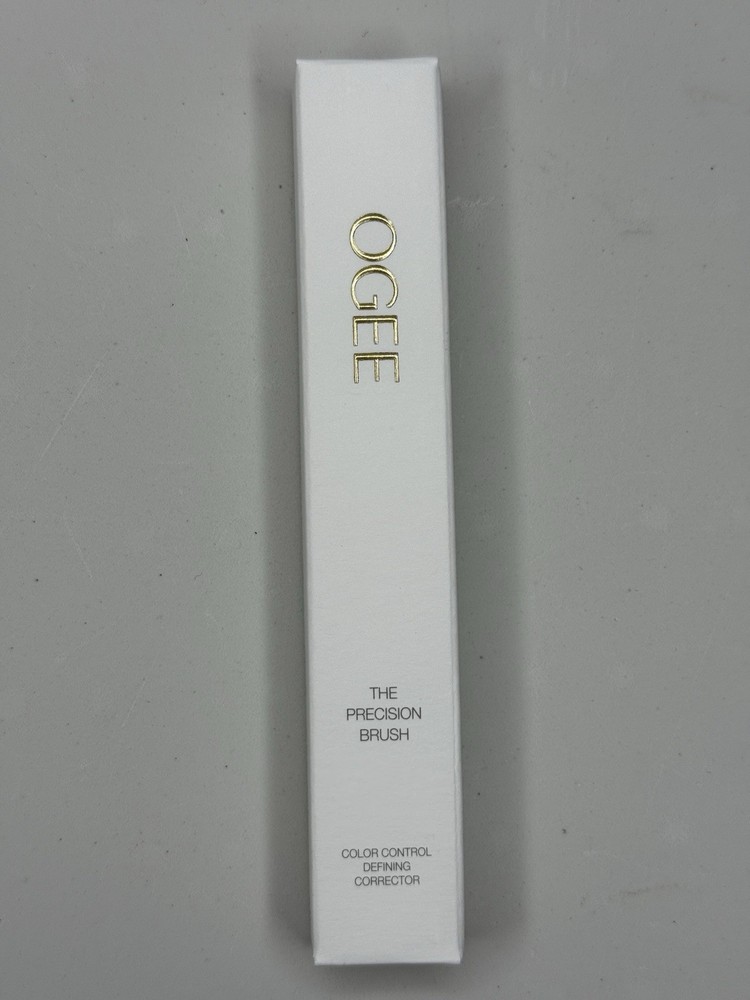 OGEE
THE
PRECISION
BRUSH
COLOR CONTROL
DEFINING
CORRECTOR